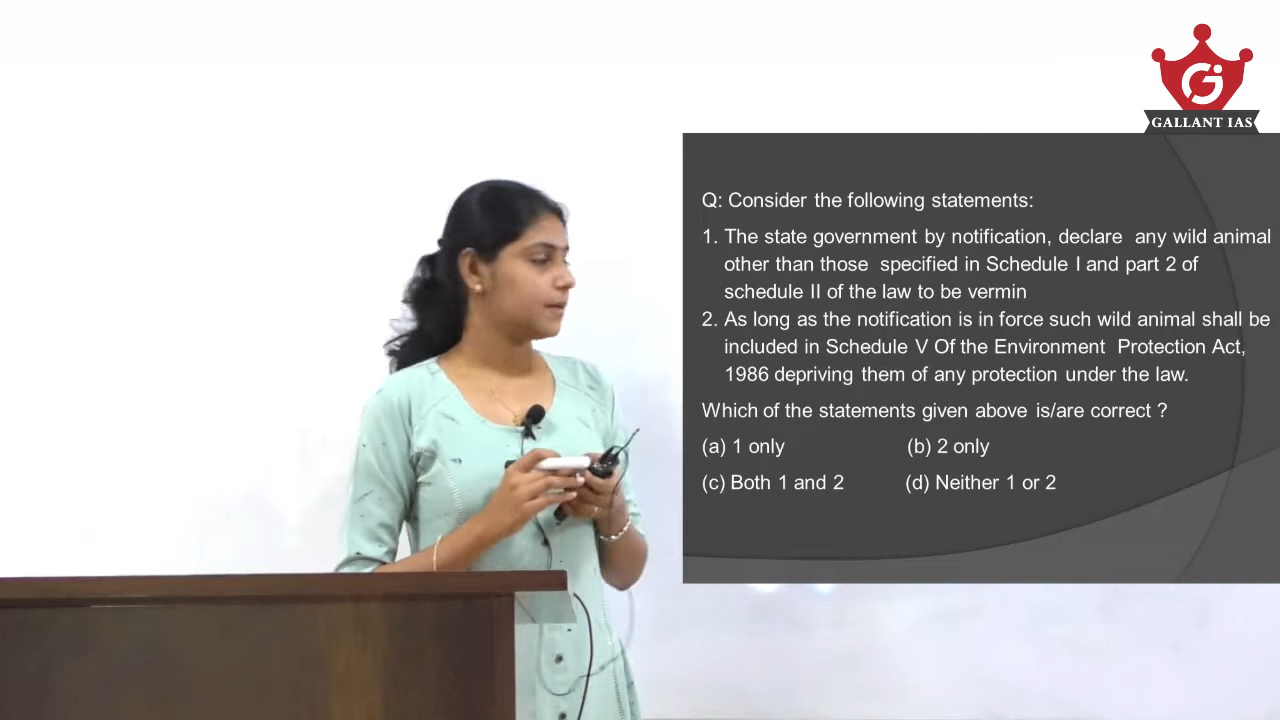 GALLANT IAS
Q: Consider the following statements:
1. The state government by notification, declare any wild animal
other than those specified in Schedule I and part 2 of
schedule II of the law to be vermin
2. As long as the notification is in force such wild animal shall be
included in Schedule V Of the Environment Protection Act,
1986 depriving them of any protection under the law.
Which of the statements given above is/are correct ?
(a) 1 only (b) 2 only
(c) Both 1 and 2 (d) Neither 1 or 2